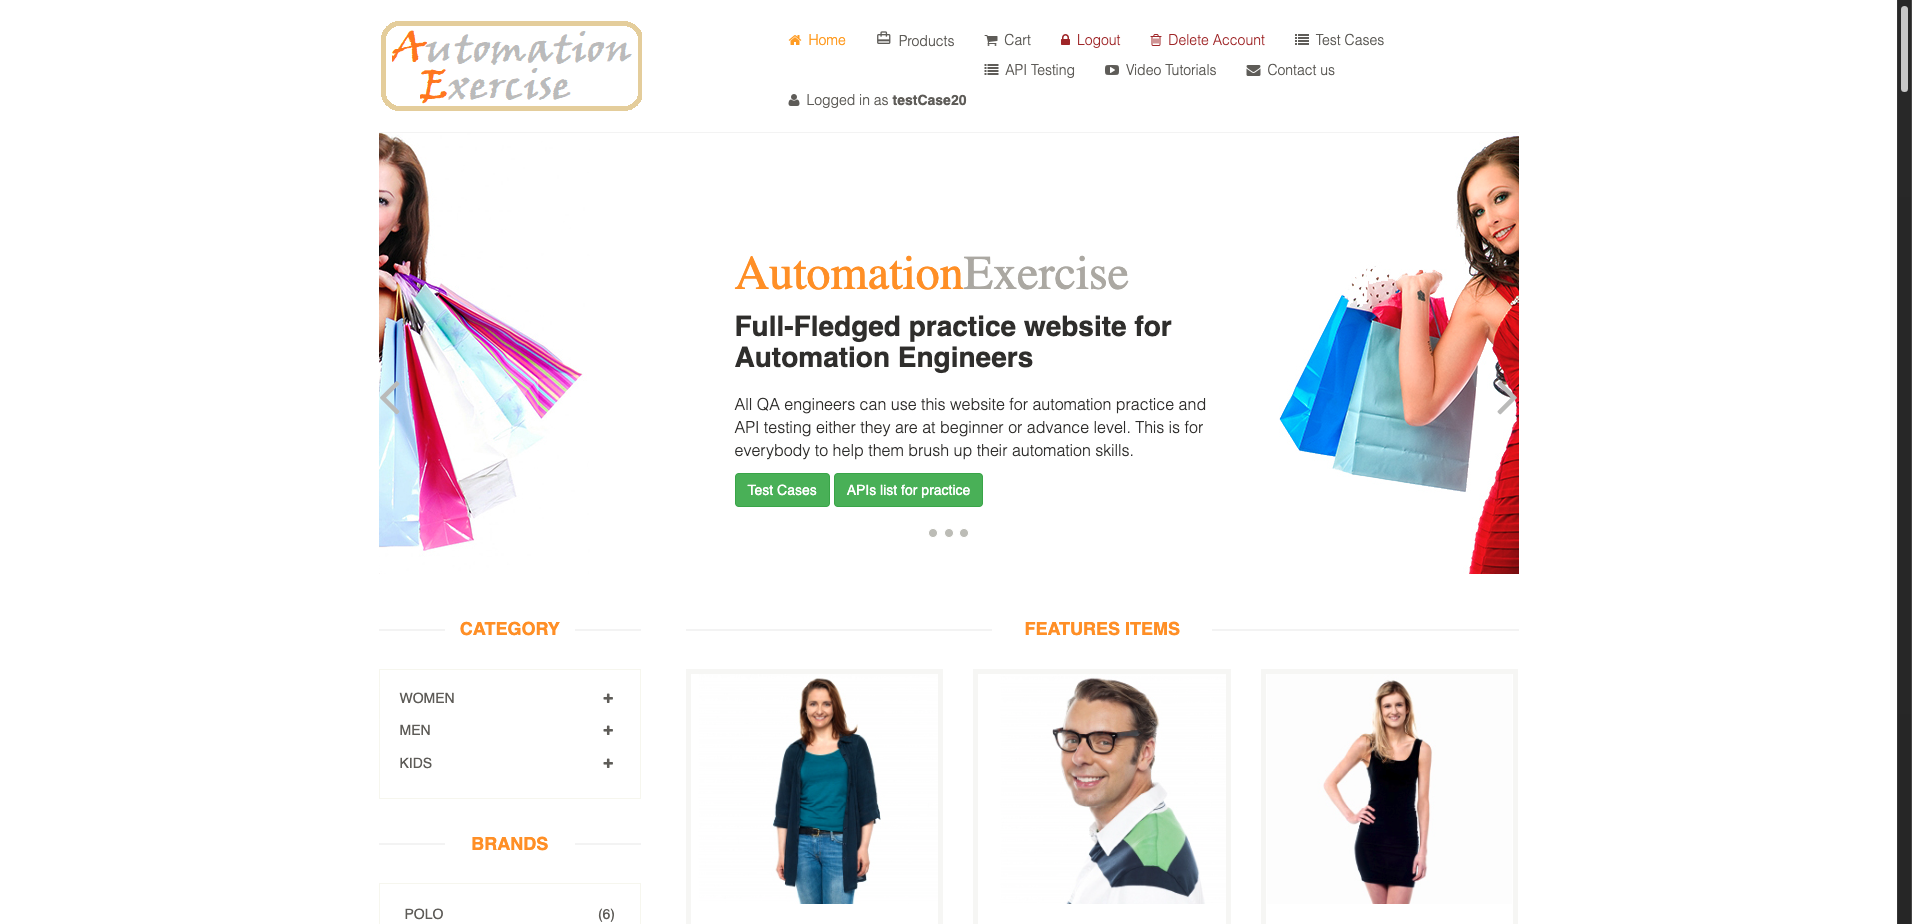 Automation
Exercise
Home Products Cart Logout Delete Account Test Cases
API Testing Video Tutorials Contact us
Logged in as testCase20
AutomationExercise
Full-Fledged practice website for
Automation Engineers
All QA engineers can use this website for automation practice and
API testing either they are at beginner or advance level. This is for
everybody to help them brush up their automation skills.
Test Cases APIs list for practice
CATEGORY
WOMEN
MEN
KIDS
BRANDS
POLO (6)
FEATURES ITEMS